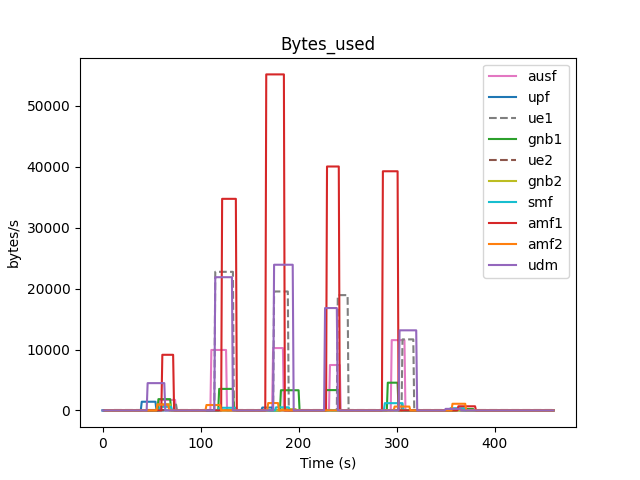 Bytes_used
bytes/s
50000
40000
30000
20000
10000
0
ausf
upf
ue1
gnb1
ue2
gnb2
smf
amf1
amf2
udm
0 100 200 300 400
Time (s)